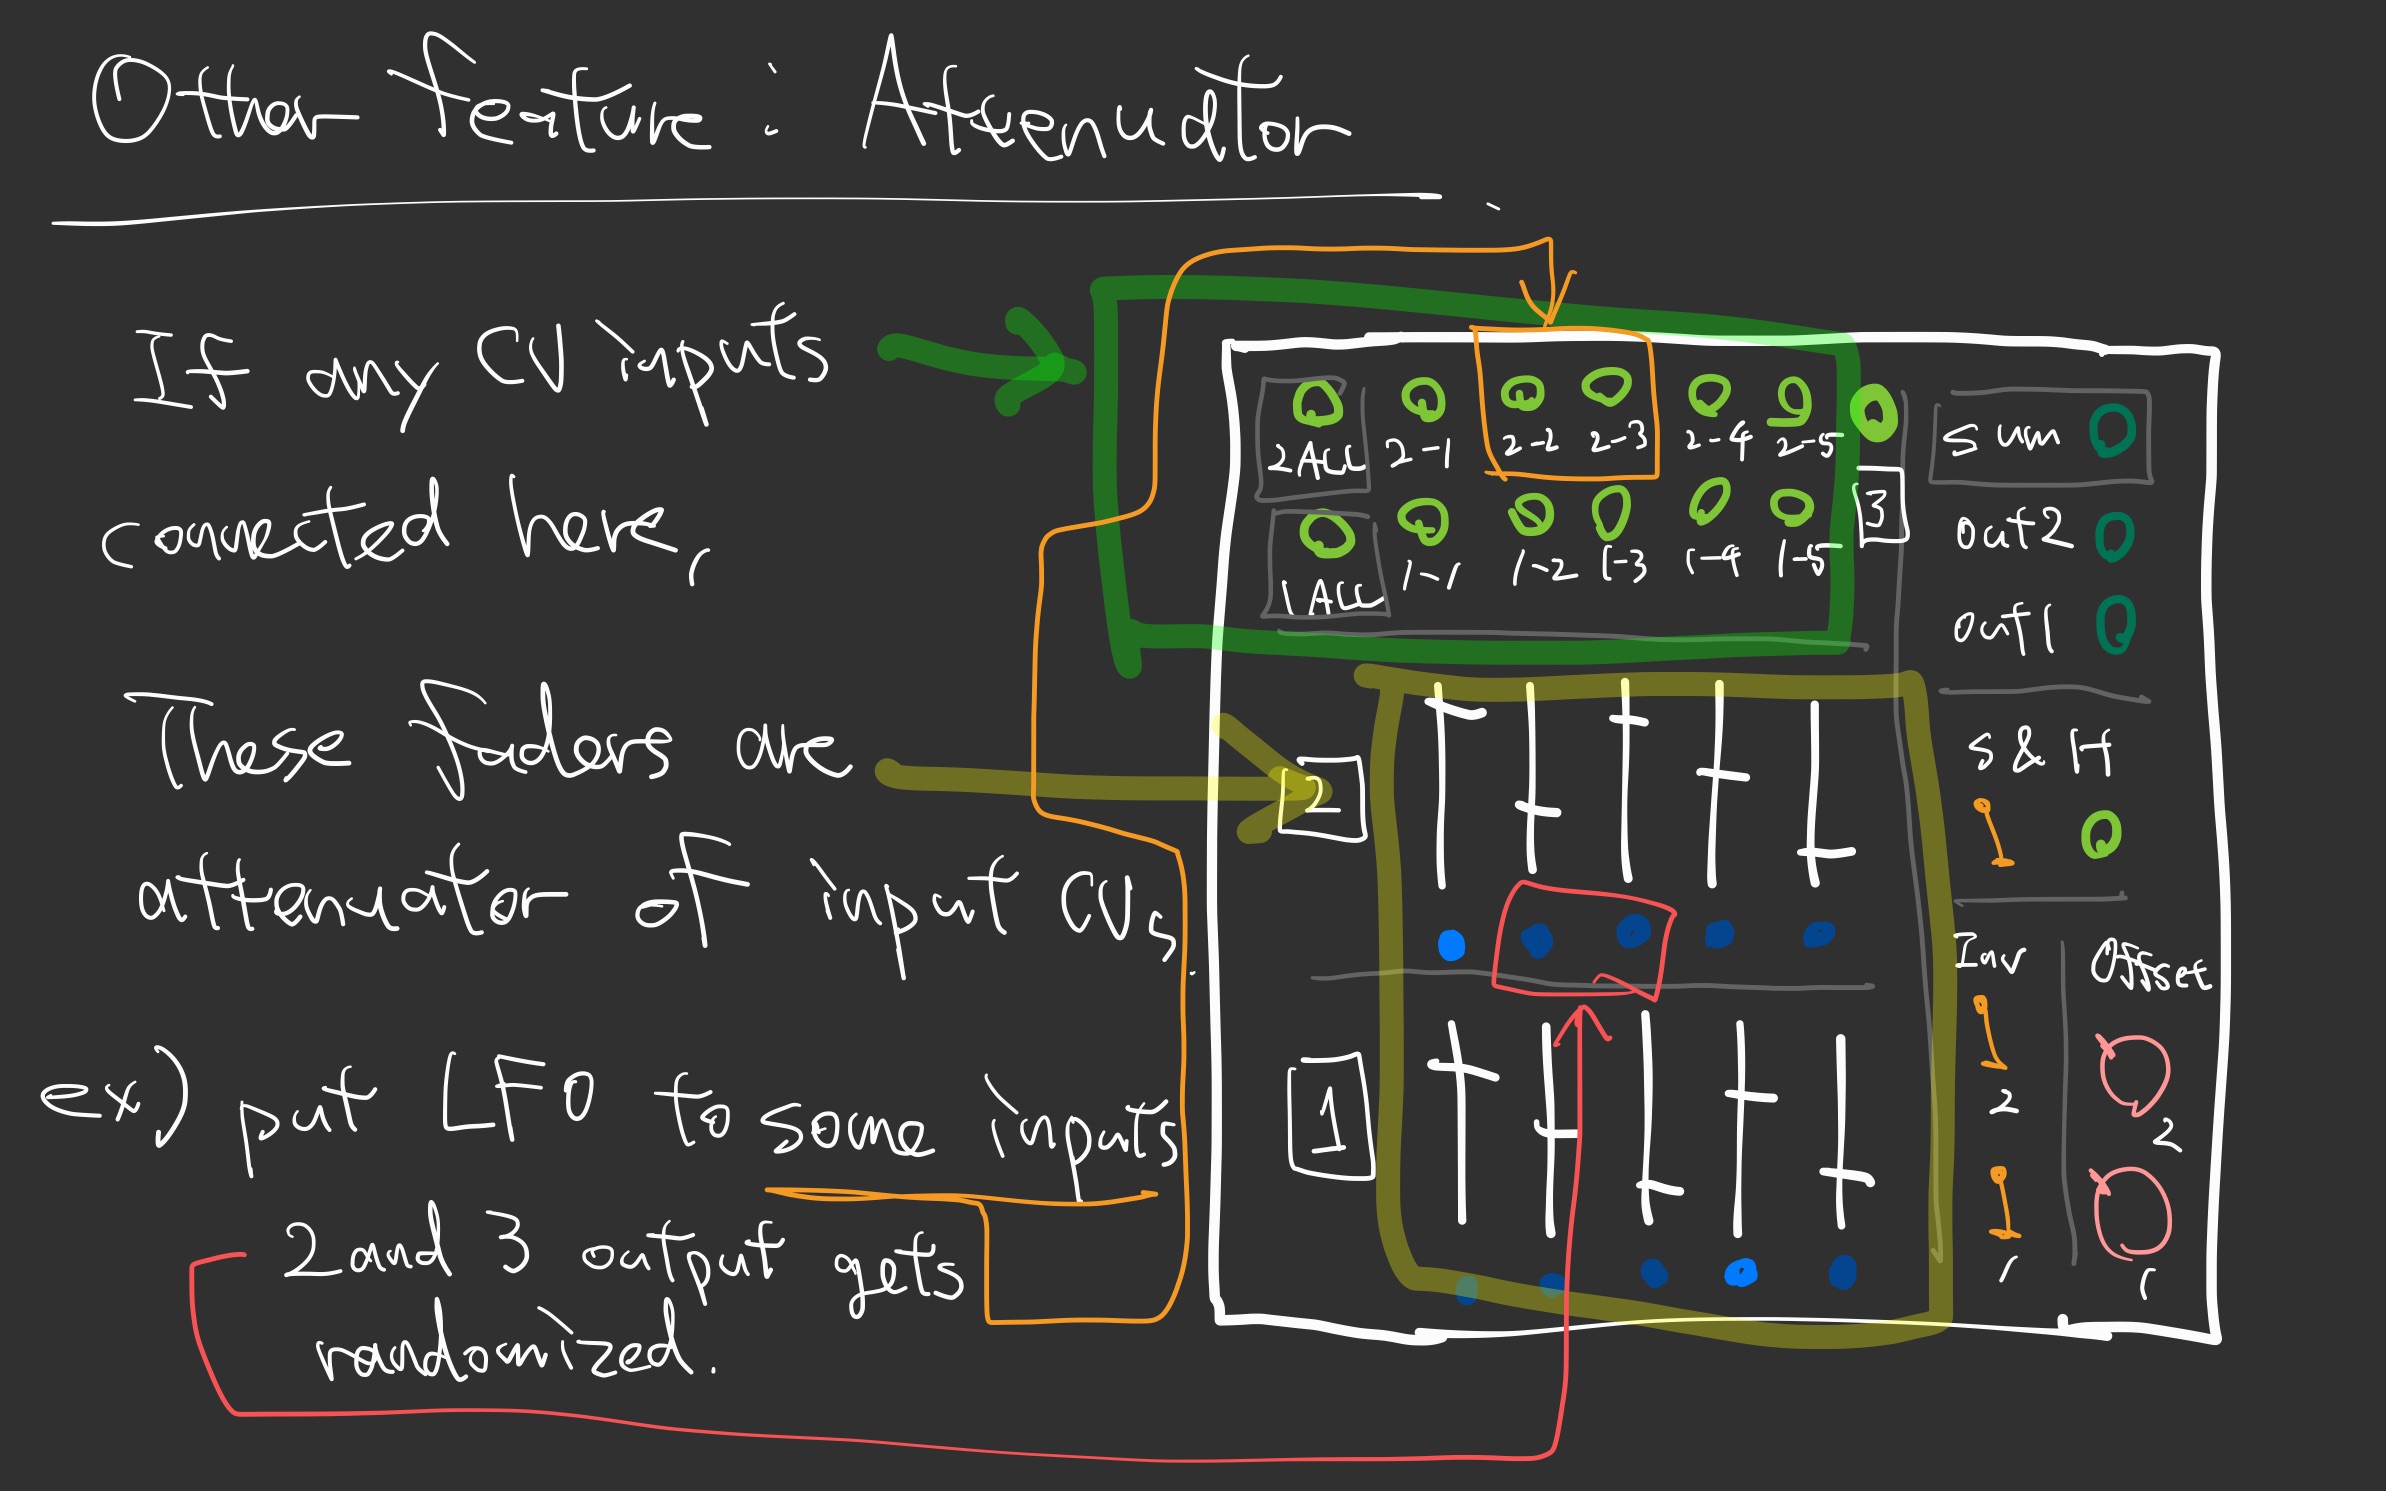 Other feature : Attenuator
If any CV inputs
connected here,
These faders are
attenuator of input CVs.
ex) put LFO to some inputs
2 and 3 output gets
randomized.
2ALL 2-1 2-2 2-3 2-4 2-5
3
1ALL 1-1 1-2 1-3 1-4 1-5
Sum
out2
out1
S & H
2
Inv
Offset
2
2
1
1
1